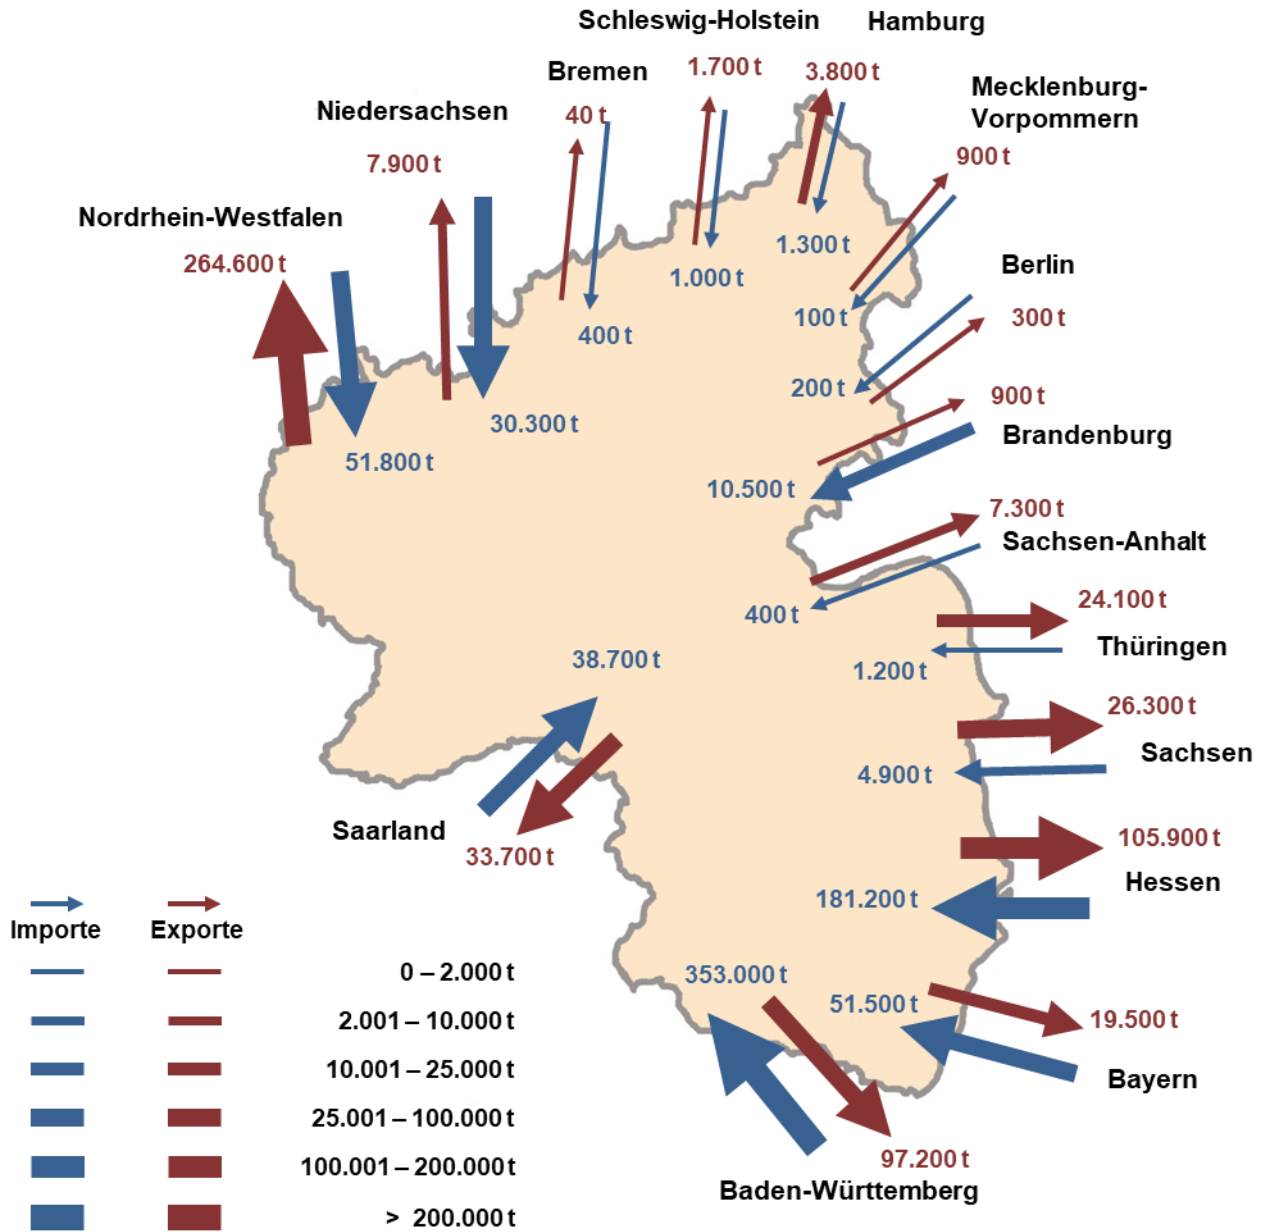 Schleswig-Holstein
1.700 t
1.000 t
Hamburg
3.800 t
1.300 t
Bremen
40 t
400 t
Mecklenburg-
Vorpommern
900 t
100 t
Niedersachsen
7.900 t
30.300 t
Nordrhein-Westfalen
264.600 t
51.800 t
Berlin
300 t
200 t
900 t
Brandenburg
10.500 t
7.300 t
Sachsen-Anhalt
400 t
24.100 t
Thüringen
1.200 t
38.700 t
Saarland
33.700 t
26.300 t
Sachsen
4.900 t
105.900 t
Hessen
181.200 t
353.000 t
97.200 t
Baden-Württemberg
51.500 t
19.500 t
Bayern
Importe Exporte
0 – 2.000 t
2.001 – 10.000 t
10.001 – 25.000 t
25.001 – 100.000 t
100.001 – 200.000 t
> 200.000 t